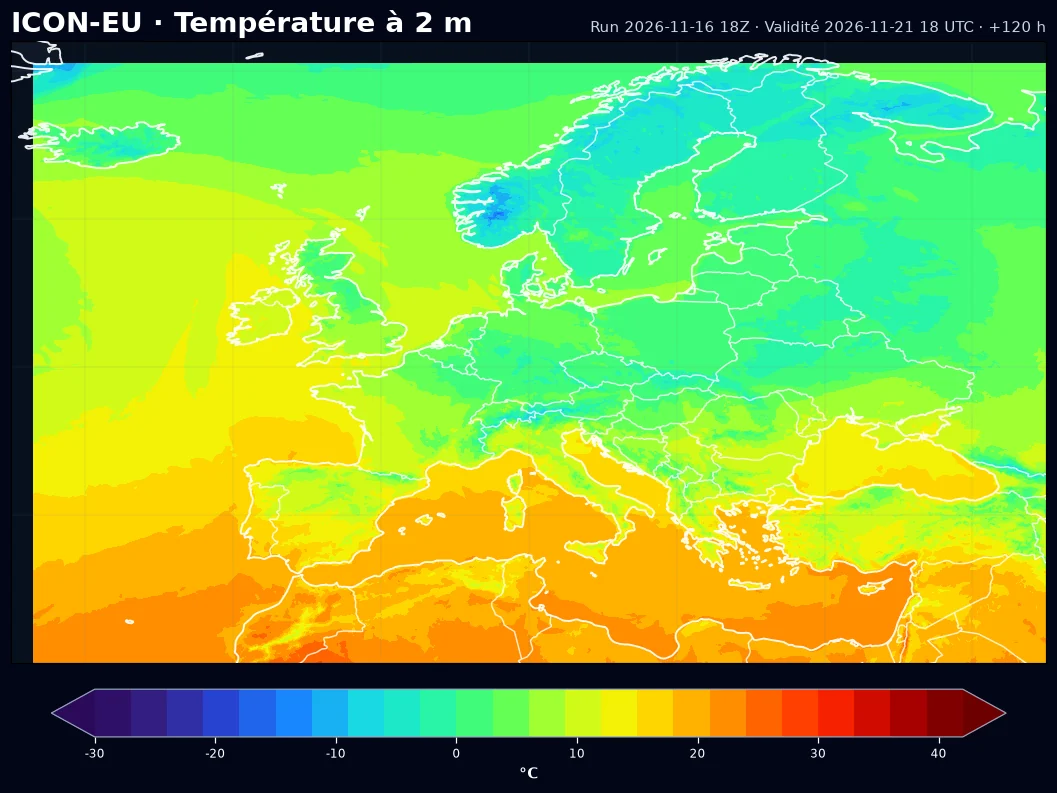 ICON-EU · Température à 2 m
Run 2026-11-16 18Z · Validité 2026-11-21 18 UTC · +120 h
-30 -20 -10 0 10 20 30 40
°C